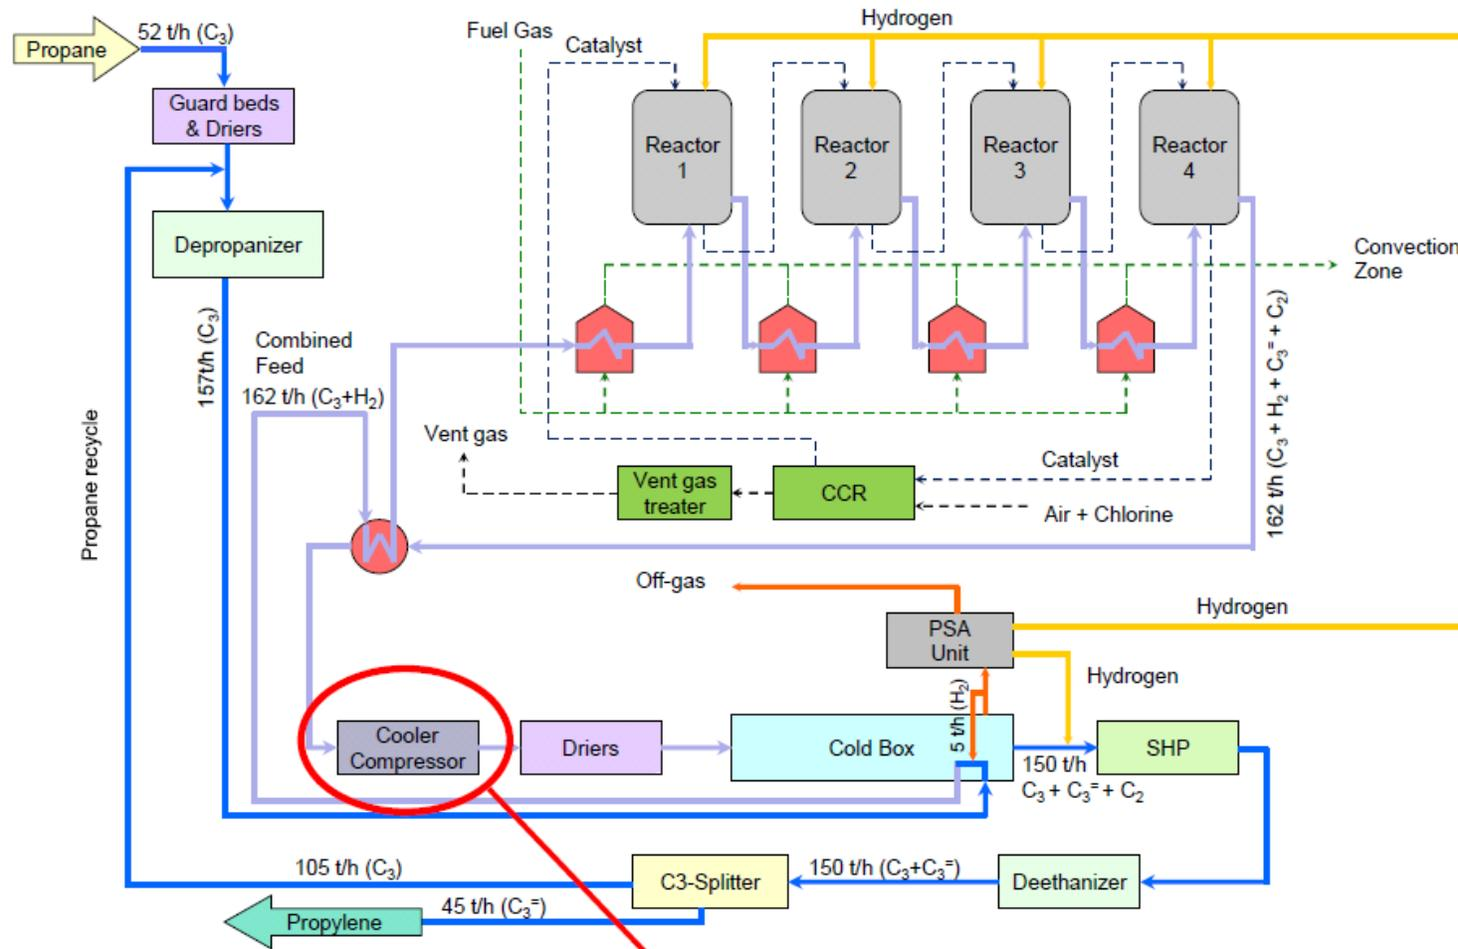 52 t/h (C₃)
Propane
Fuel Gas
Catalyst
Hydrogen
Guard beds
& Driers
Reactor
1
Reactor
2
Reactor
3
Reactor
4
Depropanizer
Convection
Zone
157t/h (C₃)
Combined
Feed
162 t/h (C₃+H₂)
162 t/h (C₃ + H₂ + C₃⁼ + C₂)
Propane recycle
Vent gas
Vent gas
treater
CCR
Catalyst
Air + Chlorine
Off-gas
Hydrogen
PSA
Unit
Hydrogen
5 t/h (H₂)
Cooler
Compressor
Driers
Cold Box
SHP
150 t/h
C₃ + C₃⁼ + C₂
105 t/h (C₃)
C3-Splitter
150 t/h (C₃+C₃⁼)
Deethanizer
45 t/h (C₃⁼)
Propylene